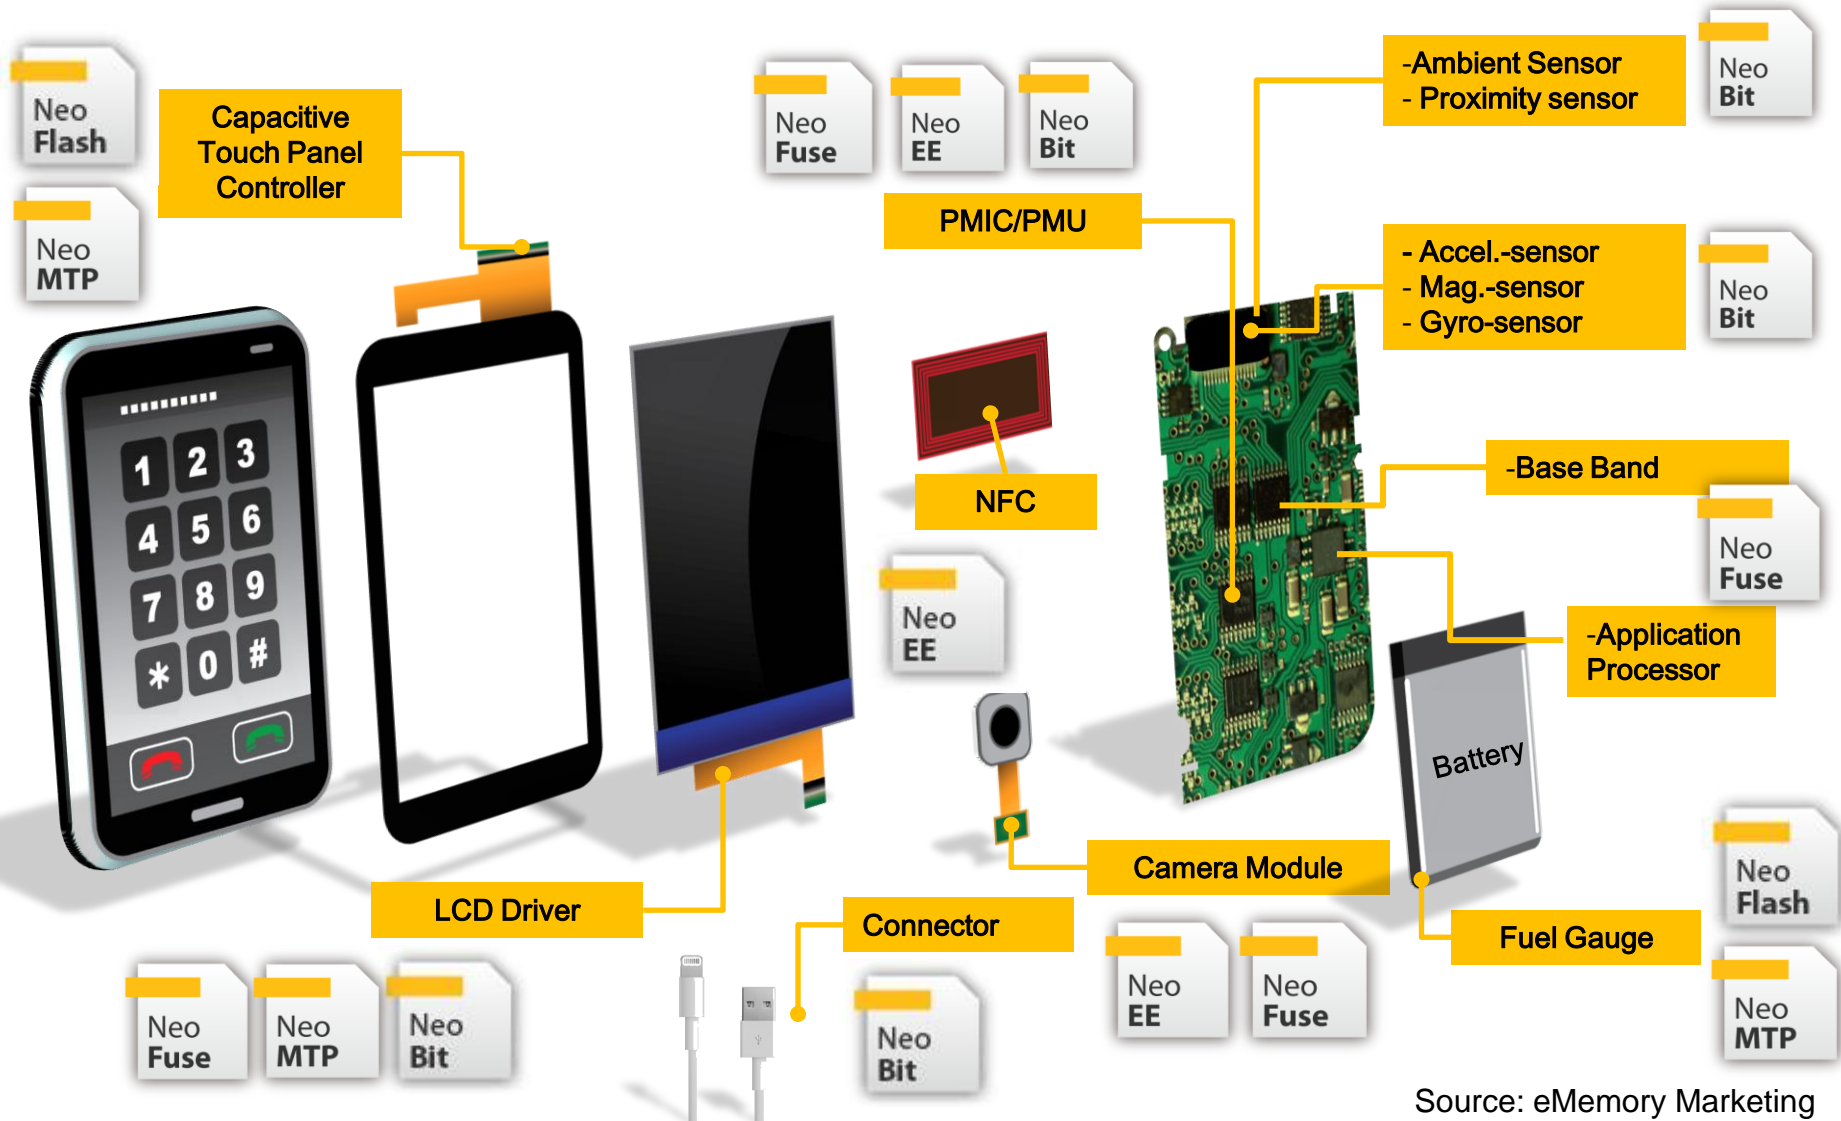 Neo
Flash
Neo
MTP
Capacitive
Touch Panel
Controller
Neo
Fuse
Neo
EE
Neo
Bit
PMIC/PMU
-Ambient Sensor
- Proximity sensor
Neo
Bit
- Accel.-sensor
- Mag.-sensor
- Gyro-sensor
Neo
Bit
1 2 3
4 5 6
7 8 9
* 0 #
NFC
Neo
EE
-Base Band
Neo
Fuse
-Application
Processor
Battery
Camera Module
Neo
EE
Neo
Fuse
LCD Driver
Neo
Fuse
Neo
MTP
Neo
Bit
Connector
Neo
Bit
Fuel Gauge
Neo
Flash
Neo
MTP
Source: eMemory Marketing